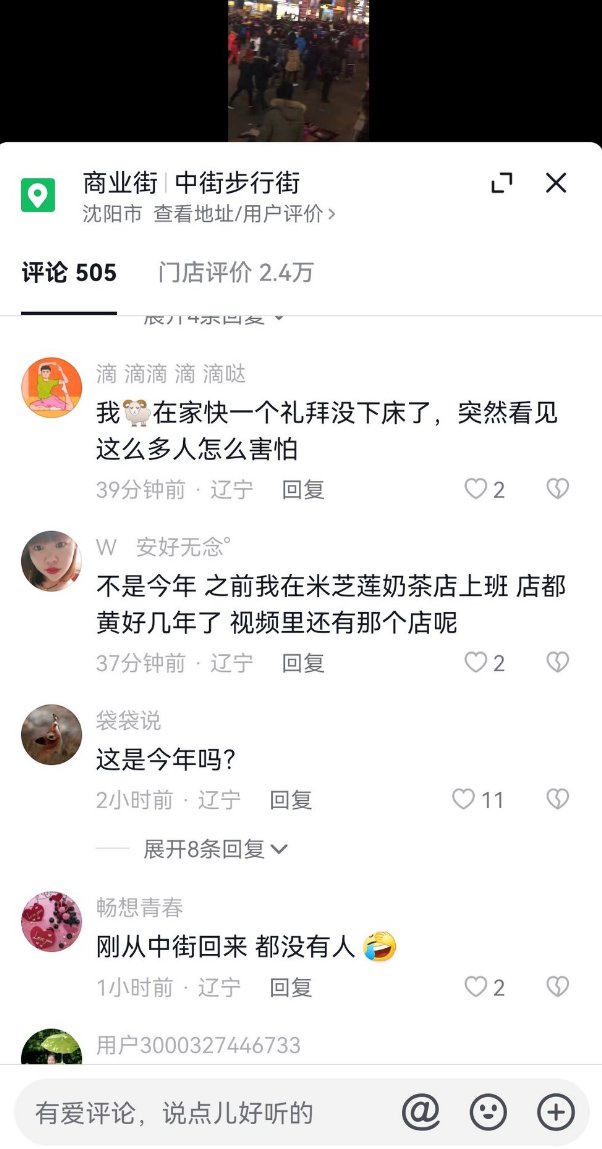 商业街 | 中街步行街
沈阳市 查看地址/用户评价 >
评论 505
门店评价 2.4万
展开4条回复
滴 滴滴 滴 滴哒
我🐏在家快一个礼拜没下床了，突然看见
这么多人怎么害怕
39分钟前 · 辽宁 回复
2
W 安好无念°
不是今年 之前我在米芝莲奶茶店上班 店都
黄好几年了 视频里还有那个店呢
37分钟前 · 辽宁 回复
2
袋袋说
这是今年吗？
2小时前 · 辽宁 回复
11
展开8条回复
畅想青春
刚从中街回来 都没有人🤣
1小时前 · 辽宁 回复
2
用户3000327446733
有爱评论，说点儿好听的
@